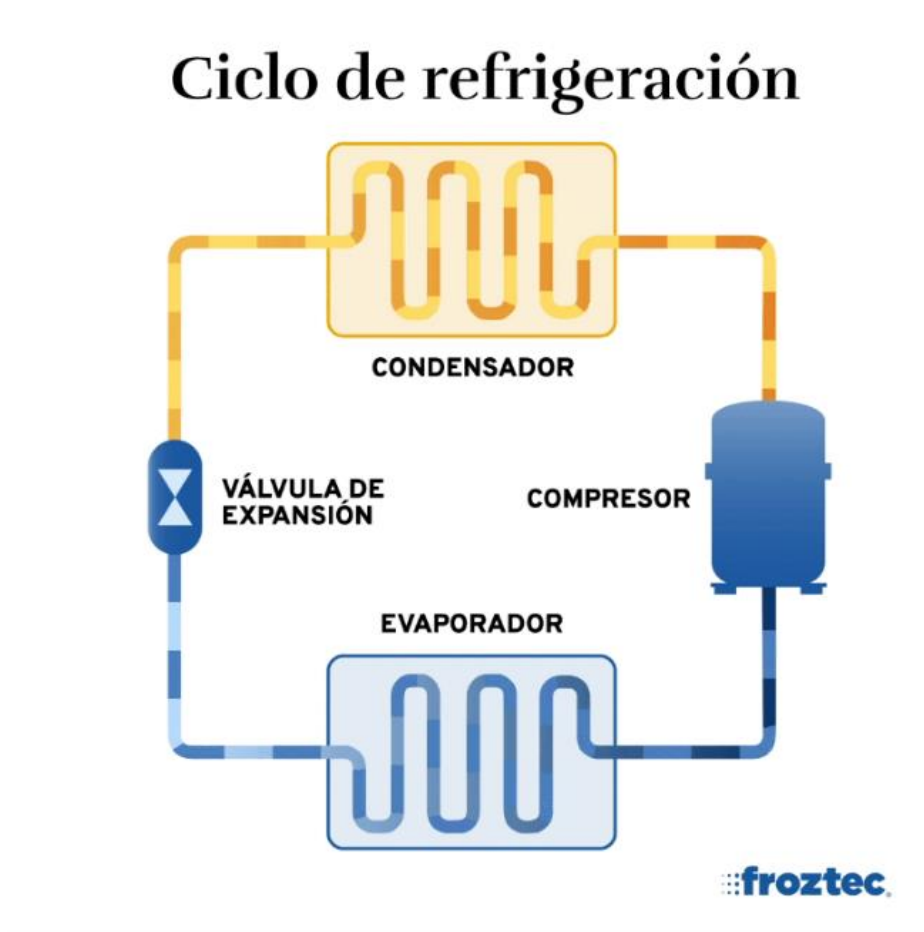 Ciclo de refrigeración
CONDENSADOR
VÁLVULA DE
EXPANSIÓN
COMPRESOR
EVAPORADOR
froztec